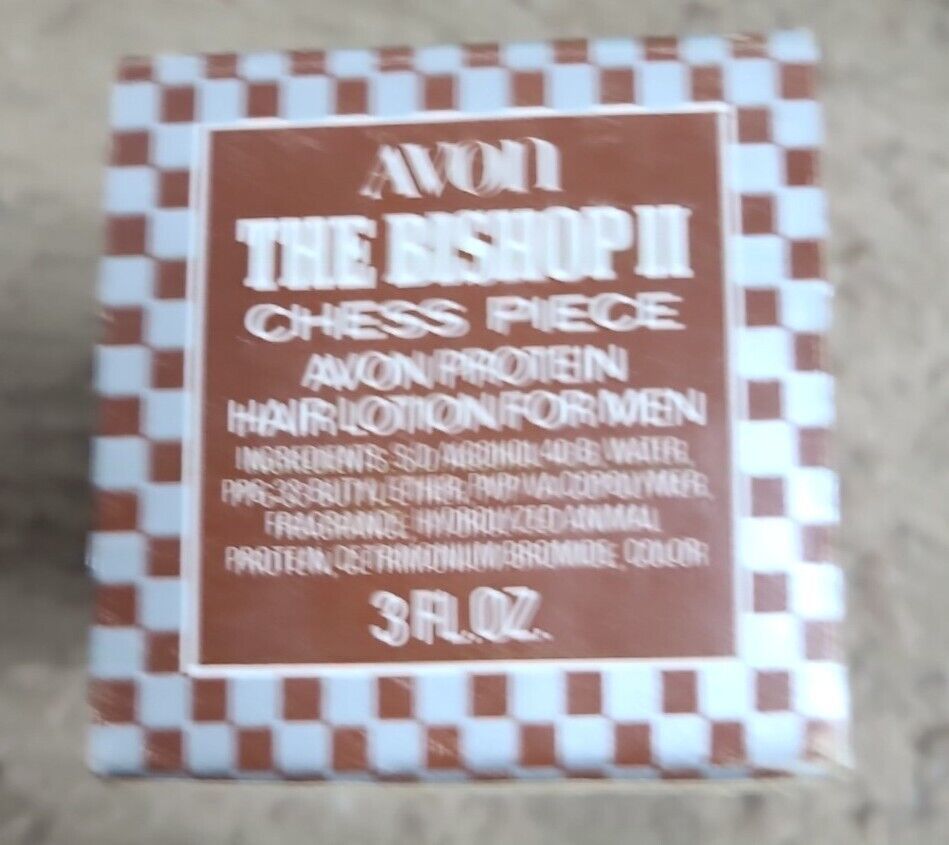 AVON
THE BISHOP II
CHESS PIECE
AVON PROTEIN
HAIR LOTION FOR MEN
INGREDIENTS: S.D. ALCOHOL 40 B, WATER,
PPG-33 BUTYL ETHER, PVP/VA COPOLYMER,
FRAGRANCE, HYDROLYZED ANIMAL
PROTEIN, CETRIMONIUM BROMIDE, COLOR
3 FL. OZ.